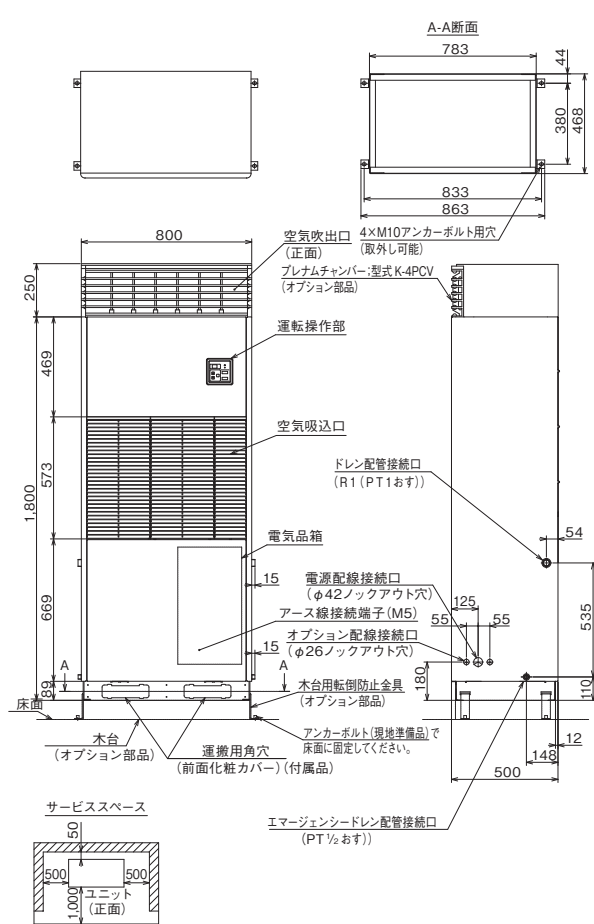 A-A断面
783
44
380
468
833
863
4×M10アンカーボルト用穴
(取外し可能)
800
空気吹出口
(正面)
プレナムチャンバー;型式 K-4PCV
(オプション部品)
250
運転操作部
469
空気吸込口
573
1,800
ドレン配管接続口
(R1(PT1おす))
54
電気品箱
15
電源配線接続口
(φ42ノックアウト穴)
125
アース線接続端子(M5)
55
55
535
669
オプション配線接続口
(φ26ノックアウト穴)
15
180
110
A
A
89
木台用転倒防止金具
(オプション部品)
床面
木台
(オプション部品)
運搬用角穴
(前面化粧カバー)(付属品)
アンカーボルト(現地準備品)で
床面に固定してください。
12
148
500
サービススペース
50
500
500
ユニット
(正面)
1,000
エマージェンシードレン配管接続口
(PT1/2おす))